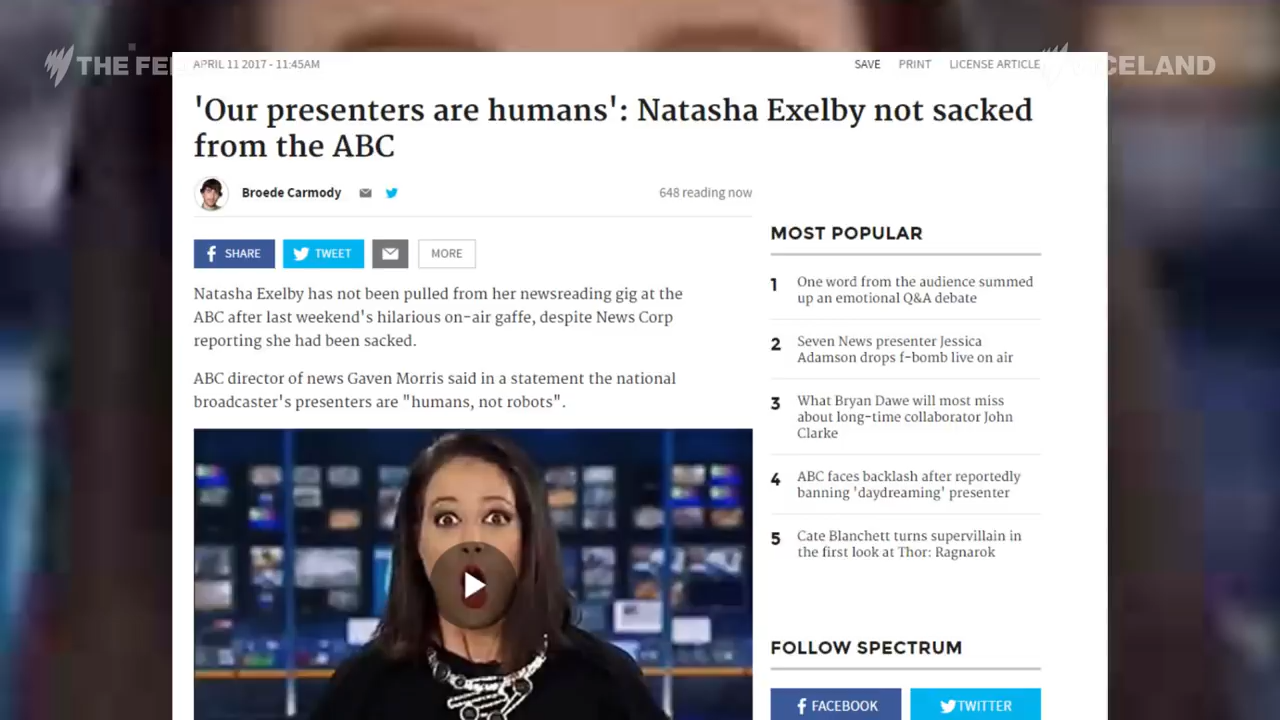 THE FE
CELAND
APRIL 11 2017 - 11:45AM
SAVE PRINT LICENSE ARTICLE
'Our presenters are humans': Natasha Exelby not sacked
from the ABC
Broede Carmody
648 reading now
SHARE TWEET MORE
Natasha Exelby has not been pulled from her newsreading gig at the
ABC after last weekend's hilarious on-air gaffe, despite News Corp
reporting she had been sacked.
ABC director of news Gaven Morris said in a statement the national
broadcaster's presenters are "humans, not robots".
MOST POPULAR
1 One word from the audience summed
up an emotional Q&A debate
2 Seven News presenter Jessica
Adamson drops f-bomb live on air
3 What Bryan Dawe will most miss
about long-time collaborator John
Clarke
4 ABC faces backlash after reportedly
banning 'daydreaming' presenter
5 Cate Blanchett turns supervillain in
the first look at Thor: Ragnarok
FOLLOW SPECTRUM
FACEBOOK TWITTER